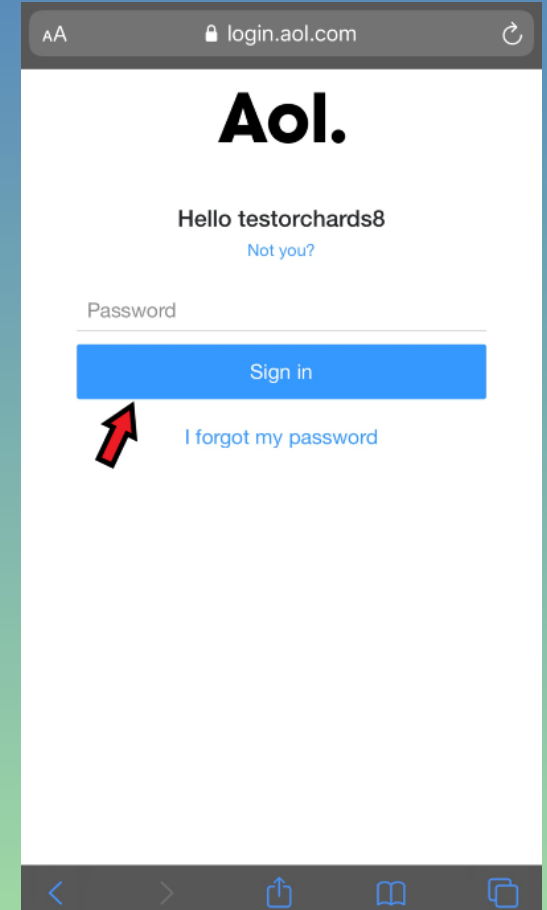 AA login.aol.com
Aol.
Hello testorchards8
Not you?
Password
Sign in
I forgot my password